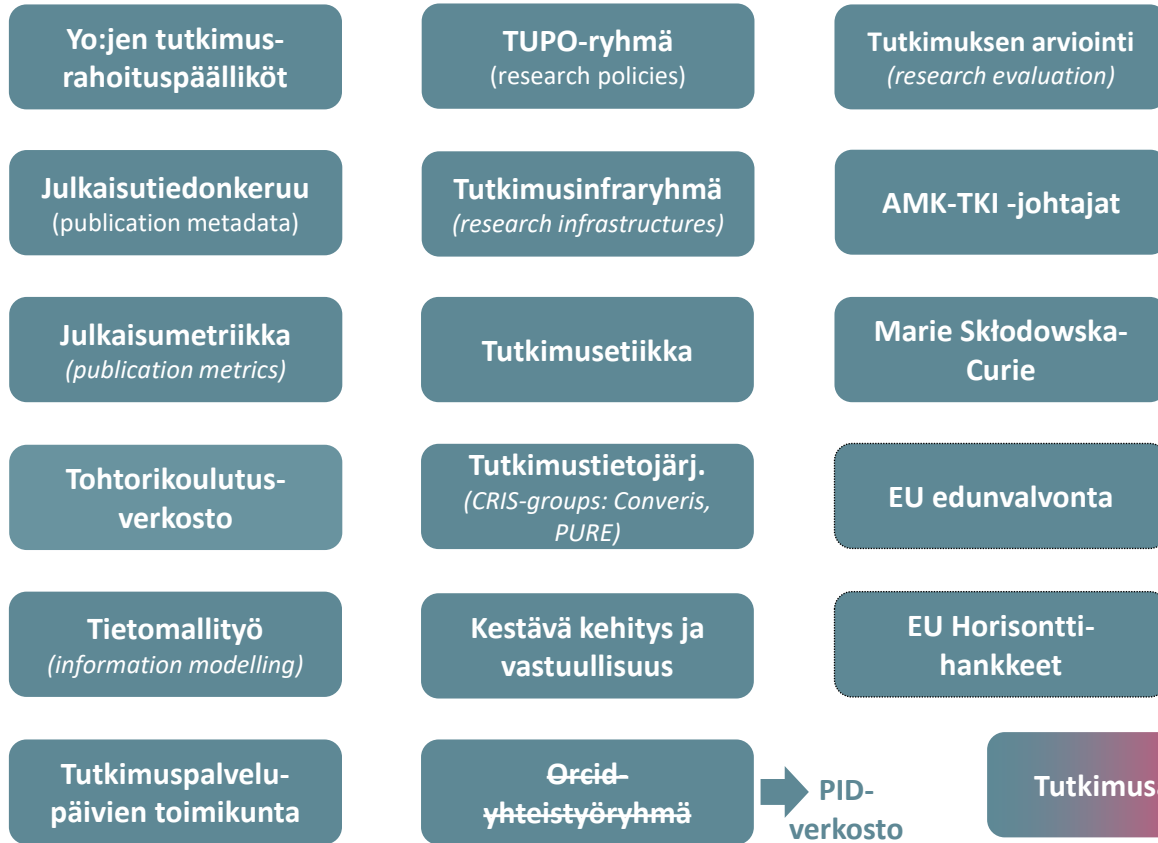 Yo:jen tutkimus-
rahoituspäälliköt
TUPO-ryhmä
(research policies)
Tutkimuksen arviointi
(research evaluation)
Julkaisutiedonkeruu
(publication metadata)
Tutkimusinfraryhmä
(research infrastructures)
AMK-TKI -johtajat
Julkaisumetriikka
(publication metrics)
Tutkimusetiikka
Marie Skłodowska-
Curie
Tohtorikoulutus-
verkosto
Tutkimustietojärj.
(CRIS-groups: Converis,
PURE)
EU edunvalvonta
Tietomallityö
(information modelling)
Kestävä kehitys ja
vastuullisuus
EU Horisontti-
hankkeet
Tutkimuspalvelu-
päivien toimikunta
Orcid-
yhteistyöryhmä
PID-
verkosto